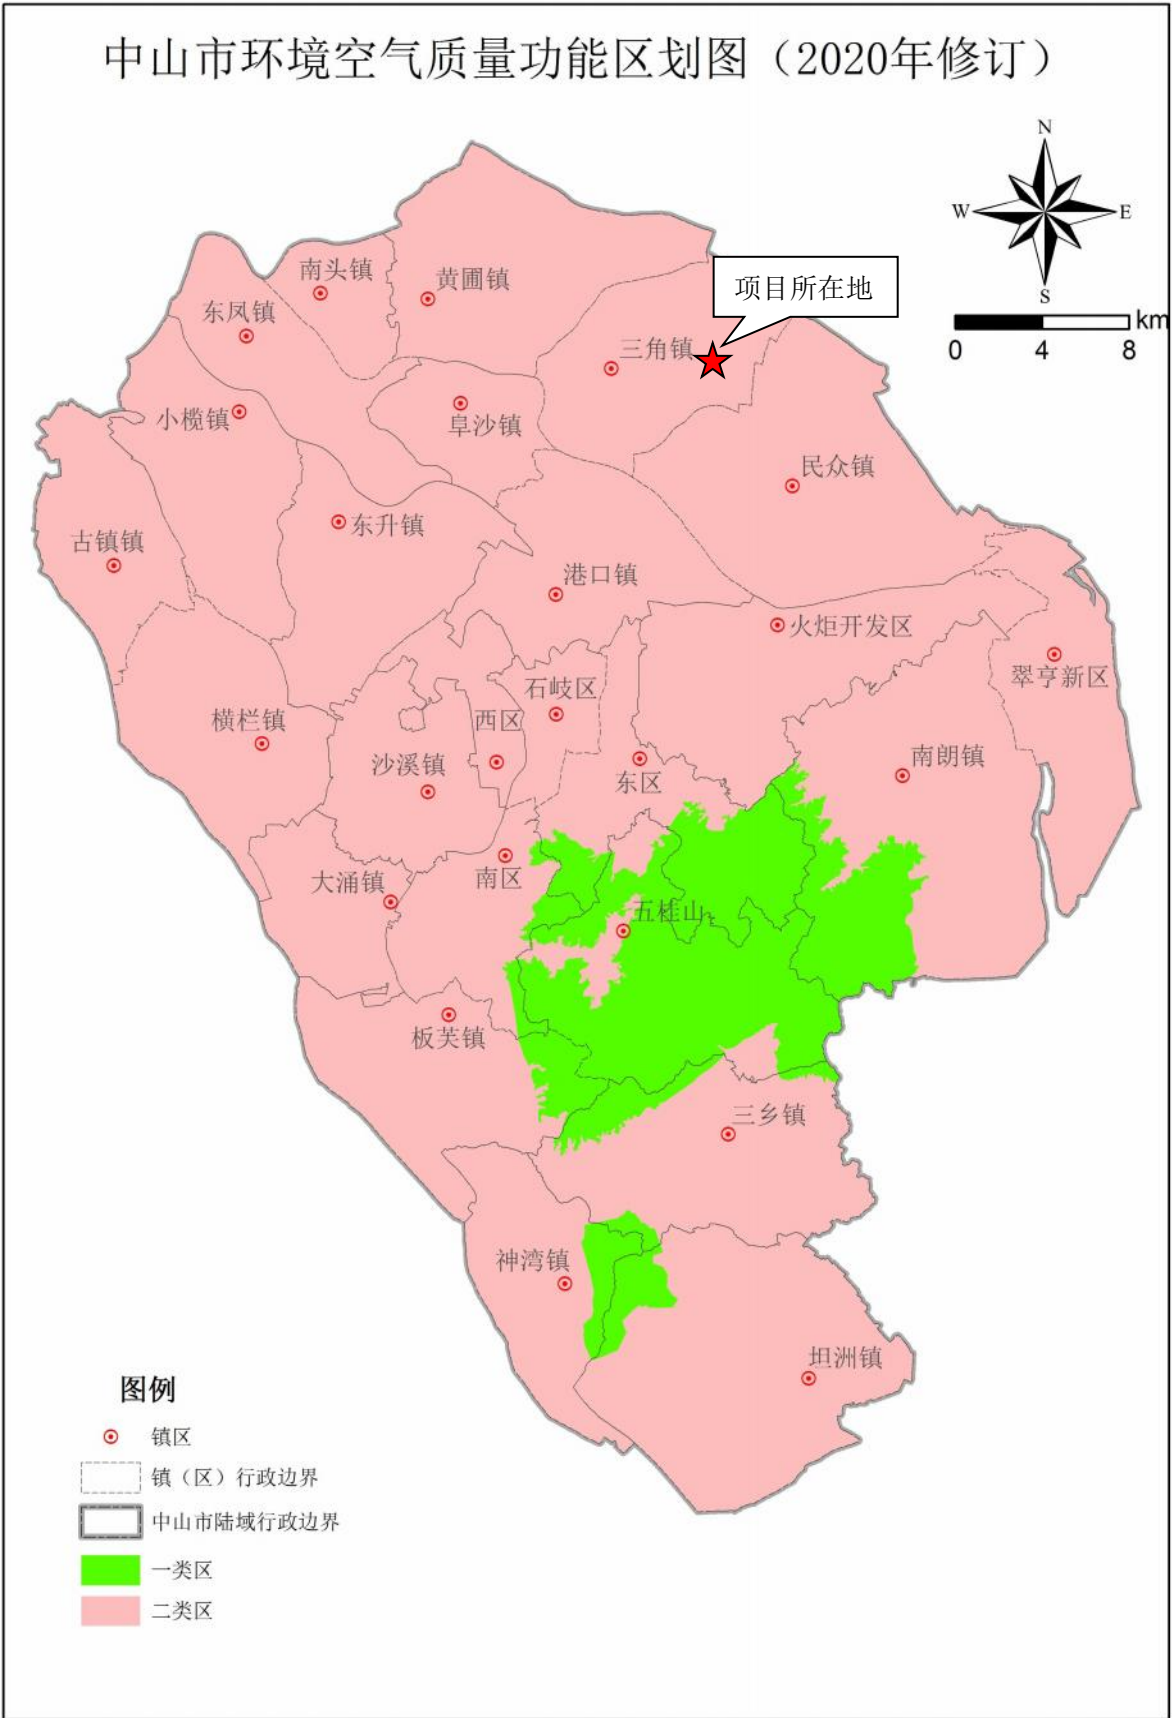 中山市环境空气质量功能区划图（2020年修订）
N
W
E
S
km
0
4
8
项目所在地
南头镇
黄圃镇
东凤镇
三角镇
小榄镇
阜沙镇
民众镇
东升镇
古镇镇
港口镇
火炬开发区
翠亨新区
石岐区
横栏镇
西区
沙溪镇
南朗镇
东区
南区
大涌镇
五桂山
板芙镇
三乡镇
神湾镇
坦洲镇
图例
镇区
镇（区）行政边界
中山市陆域行政边界
一类区
二类区